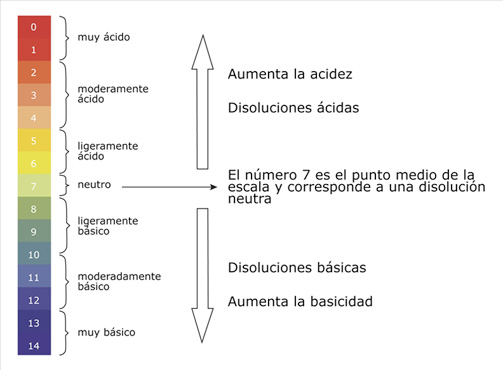 0
muy ácido
1
2
moderamente
ácido
3
4
5
ligeramente
ácido
6
7
neutro
8
ligeramente
básico
9
10
11
moderadamente
básico
12
13
muy básico
14
Aumenta la acidez
Disoluciones ácidas
El número 7 es el punto medio de la
escala y corresponde a una disolución
neutra
Disoluciones básicas
Aumenta la basicidad